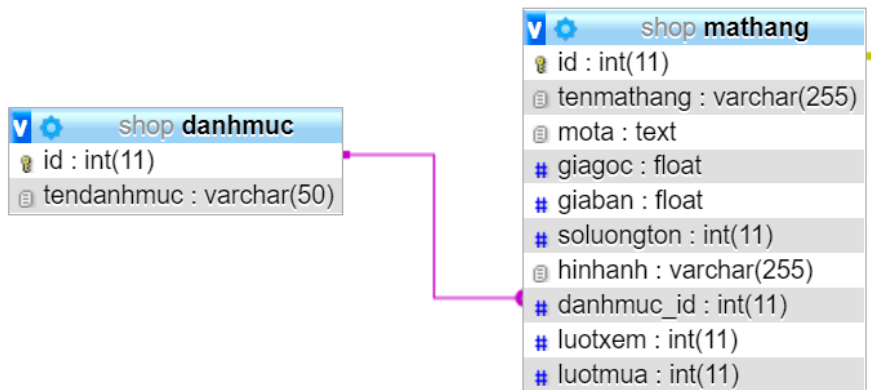 shop danhmuc
id : int(11)
tendanhmuc : varchar(50)
shop mathang
id : int(11)
tenmathang : varchar(255)
mota : text
giagoc : float
giaban : float
soluongton : int(11)
hinhanh : varchar(255)
danhmuc_id : int(11)
luotxem : int(11)
luotmua : int(11)